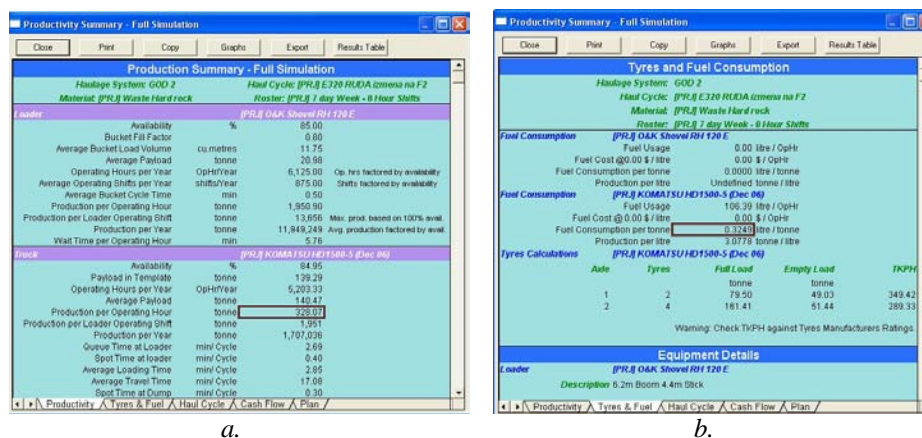 Productivity Summary - Full Simulation
Close Print Copy Graphs Export Results Table
Production Summary - Full Simulation
Haulage System: GOD 2 Haul Cycle: [PRJ] E320 RUDA izmena na F2
Material: [PRJ] Waste Hard rock Roster: [PRJ] 7 day Week - 8 Hour Shifts
Loader [PRJ] O&K Shovel RH 120 E
Availability % 85.00
Bucket Fill Factor 0.80
Average Bucket Load Volume cu.metres 11.75
Average Payload tonne 20.98
Operating Hours per Year OpHr/Year 6,125.00 Op. hrs factored by availability
Average Operating Shifts per Year shifts/Year 875.00 Shifts factored by availability
Average Bucket Cycle Time min 0.50
Production per Operating Hour tonne 1,950.90
Production per Loader Operating Shift tonne 13,656 Max. prod. based on 100% avail.
Production per Year tonne 11,949,249 Avg. production factored by avail.
Wait Time per Operating Hour min 5.76
Truck [PRJ] KOMATSU HD1500-5 (Dec 06)
Availability % 84.95
Payload in Template tonne 139.29
Operating Hours per Year OpHr/Year 5,203.33
Average Payload tonne 140.47
Production per Operating Hour tonne 328.07
Production per Loader Operating Shift tonne 1,951
Production per Year tonne 1,707,036
Queue Time at Loader min/ Cycle 2.69
Spot Time at loader min/ Cycle 0.40
Average Loading Time min/ Cycle 2.85
Average Travel Time min/ Cycle 17.08
Spot Time at Dump min/ Cycle 0.30
Productivity Tyres & Fuel Haul Cycle Cash Flow Plan
a.
Productivity Summary - Full Simulation
Close Print Copy Graphs Export Results Table
Tyres and Fuel Consumption
Haulage System: GOD 2
Haul Cycle: [PRJ] E320 RUDA izmena na F2
Material: [PRJ] Waste Hard rock
Roster: [PRJ] 7 day Week - 8 Hour Shifts
Fuel Consumption [PRJ] O&K Shovel RH 120 E
Fuel Usage 0.00 litre / OpHr
Fuel Cost @0.00 $ / litre 0.00 $ / OpHr
Fuel Consumption per tonne 0.0000 litre / tonne
Production per litre Undefined tonne / litre
Fuel Consumption [PRJ] KOMATSU HD1500-5 (Dec 06)
Fuel Usage 106.39 litre / OpHr
Fuel Cost @ 0.00 $ / litre 0.00 $ / OpHr
Fuel Consumption per tonne 0.3249 litre / tonne
Production per litre 3.0778 tonne / litre
Tyres Calculations [PRJ] KOMATSU HD1500-5 (Dec 06)
Axle Tyres Full Load Empty Load TKPH
tonne tonne
1 2 79.50 49.03 349.42
2 4 161.41 51.44 289.33
Warning: Check TKPH against Tyres Manufacturers Ratings.
Equipment Details
Loader [PRJ] O&K Shovel RH 120 E
Description 6.2m Boom 4.4m Stick
Productivity Tyres & Fuel Haul Cycle Cash Flow Plan
b.